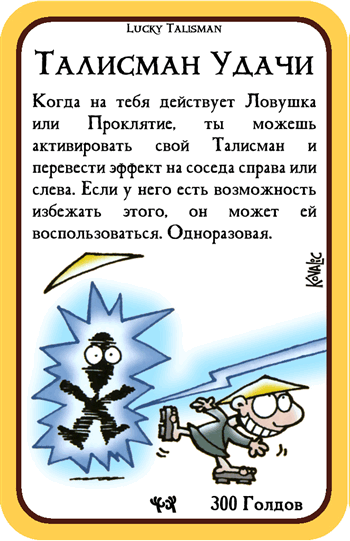 Lucky Talisman
Талисман Удачи
Когда на тебя действует Ловушка
или Проклятие, ты можешь
активировать свой Талисман и
перевести эффект на соседа справа или
слева. Если у него есть возможность
избежать этого, он может ей
воспользоваться. Одноразовая.
Kovalic
300 Голдов